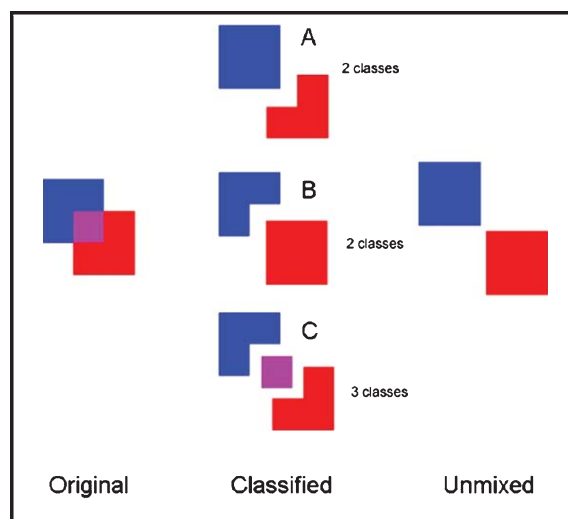 A
2 classes
B
2 classes
C
3 classes
Original Classified Unmixed